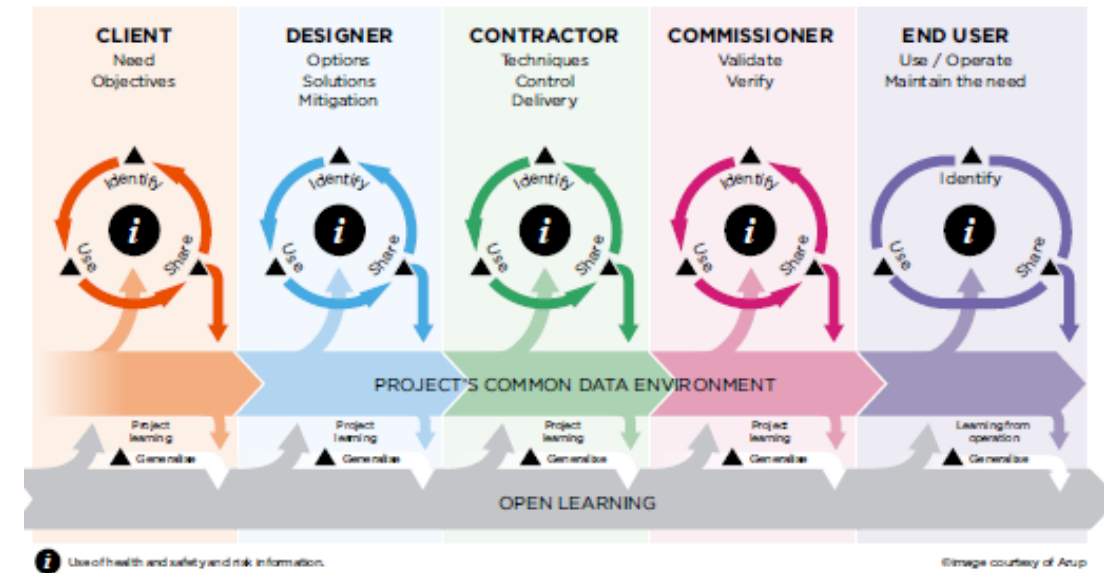 CLIENT
Need
Objectives
DESIGNER
Options
Solutions
Mitigation
CONTRACTOR
Techniques
Control
Delivery
COMMISSIONER
Validate
Verify
END USER
Use / Operate
Maintain the need
Identify
i
Use
Share
Identify
i
Use
Share
Identify
i
Use
Share
Identify
i
Use
Share
Identify
i
Use
Share
PROJECT'S COMMON DATA ENVIRONMENT
Project
learning
Generalise
Project
learning
Generalise
Project
learning
Generalise
Project
learning
Generalise
Learning from
operation
Generalise
OPEN LEARNING
i Use of health and safety and risk information.
©image courtesy of Arup